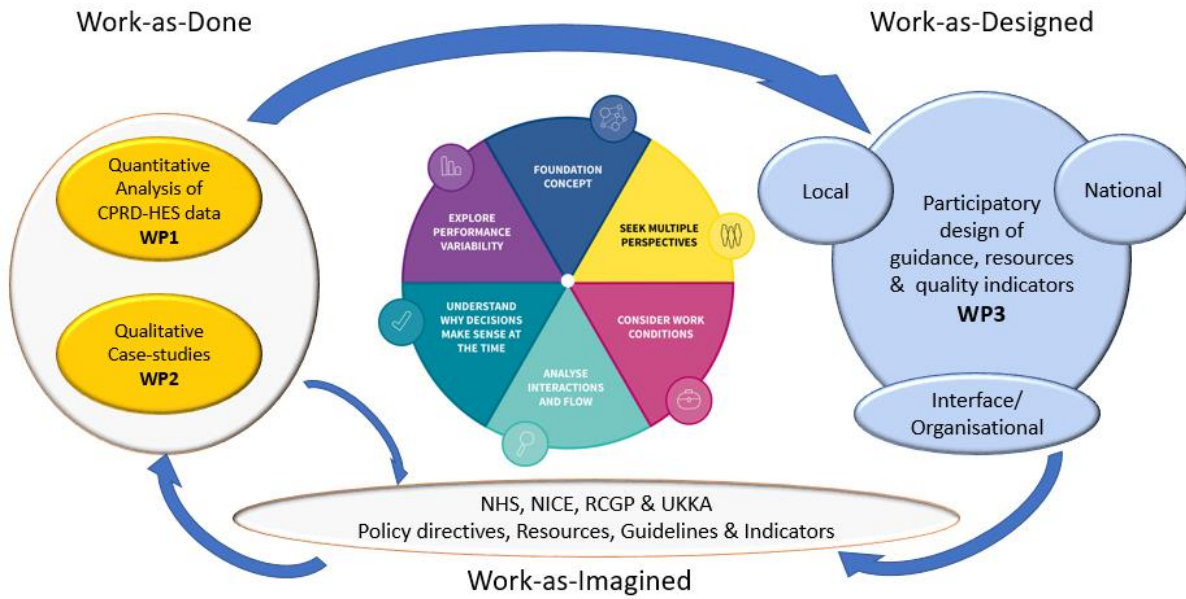 Work-as-Done
Work-as-Designed
Quantitative
Analysis of
CPRD-HES data
WP1
Qualitative
Case-studies
WP2
FOUNDATION
CONCEPT
SEEK MULTIPLE
PERSPECTIVES
CONSIDER WORK
CONDITIONS
ANALYSE
INTERACTIONS
AND FLOW
UNDERSTAND
WHY DECISIONS
MAKE SENSE AT
THE TIME
EXPLORE
PERFORMANCE
VARIABILITY
Local
National
Participatory
design of
guidance, resources
& quality indicators
WP3
Interface/
Organisational
NHS, NICE, RCGP & UKKA
Policy directives, Resources, Guidelines & Indicators
Work-as-Imagined